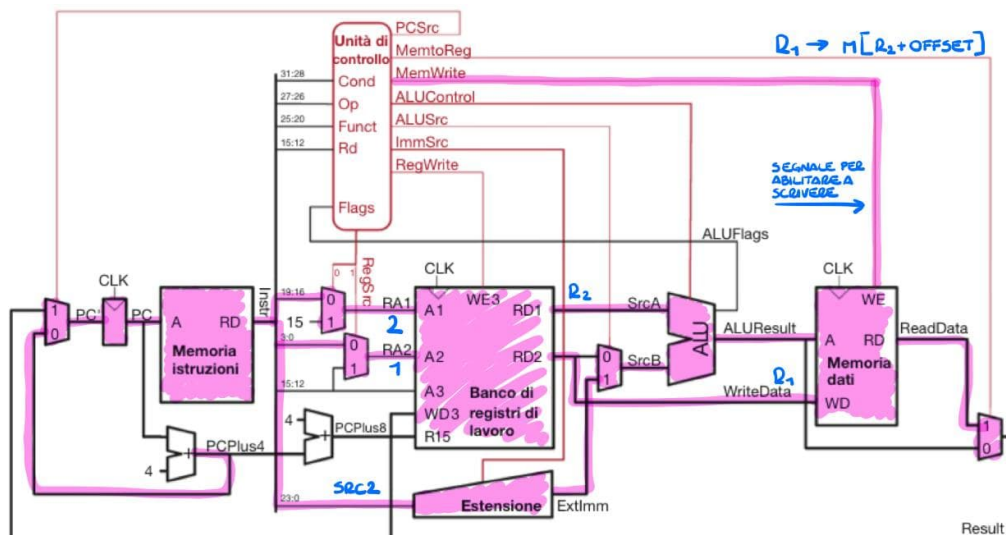 PCSrc
Unità di
controllo
MemtoReg
R₁ → M[R₂+OFFSET]
MemWrite
31:28
Cond
ALUControl
27:26
Op
ALUSrc
25:20
Funct
ImmSrc
15:12
Rd
RegWrite
SEGNALE PER
ABILITARE A
SCRIVERE
Flags
ALUFlags
0 1
RegSrc
CLK
CLK
CLK
Instr
19:16
0
RA1
A1
WE3
RD1
R₂
SrcA
WE
1
0
PC'
PC
A
RD
15
1
2
ALU
ALUResult
A
RD
ReadData
Memoria
istruzioni
3:0
0
RA2
A2
RD2
0
SrcB
Memoria
dati
1
1
1
R₁
15:12
A3
Banco di
registri di
lavoro
WriteData
WD
WD3
4
+
PCPlus8
R15
1
0
+
PCPlus4
4
SRC2
23:0
Estensione
ExtImm
Result